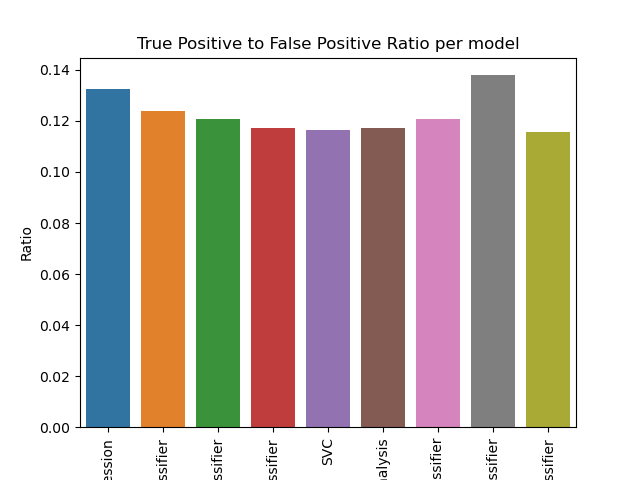 True Positive to False Positive Ratio per model
Ratio
0.14
0.12
0.10
0.08
0.06
0.04
0.02
0.00
ession
ssifier
ssifier
ssifier
SVC
alysis
ssifier
ssifier
ssifier